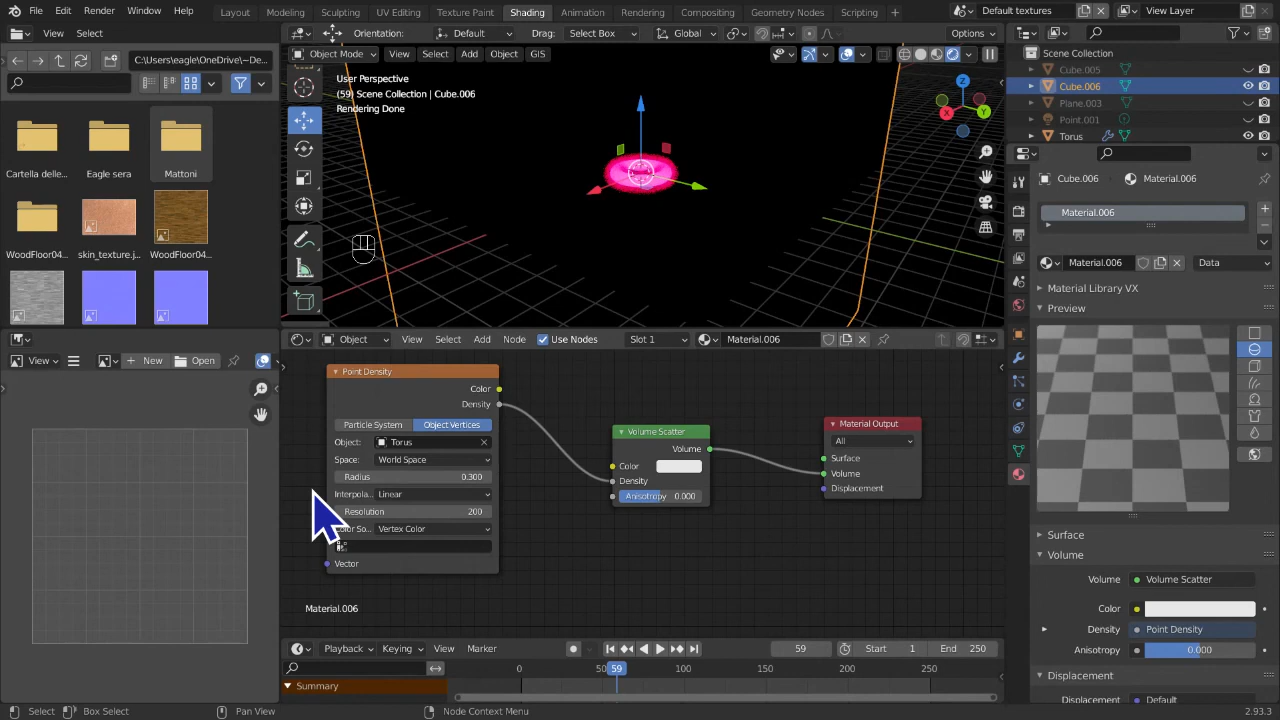 File Edit Render Window Help
Layout Modeling Sculpting UV Editing Texture Paint Shading Animation Rendering Compositing Geometry Nodes Scripting +
Default textures
View Layer
View Select
Orientation: Default Drag: Select Box Global Options
C:\Users\eagle\OneDrive\~De...
Object Mode View Select Add Object GIS
User Perspective
(59) Scene Collection | Cube.006
Rendering Done
Z
X
Y
Cartella delle... Eagle sera Mattoni
WoodFloor04... skin_texture.j... WoodFloor04...
Scene Collection
Cube.005
Cube.006
Plane.003
Point.001
Torus
Cube.006 Material.006
Material.006
Material.006 Data
Material Library VX
Preview
Surface
Volume
Volume Volume Scatter
Color
Density Point Density
Anisotropy 0.000
Displacement
Displacement Default
View New Open
Object View Select Add Node Use Nodes Slot 1 Material.006
Point Density
Color
Density
Particle System Object Vertices
Object: Torus
Space: World Space
Radius 0.300
Interpola... Linear
Resolution 200
Color So... Vertex Color
Vector
Volume Scatter
Volume
Color
Density
Anisotropy 0.000
Material Output
All
Surface
Volume
Displacement
Material.006
Playback Keying View Marker 59 Start 1 End 250
0 50 59 100 150 200 250
Summary
Select Box Select Pan View Node Context Menu 2.93.3